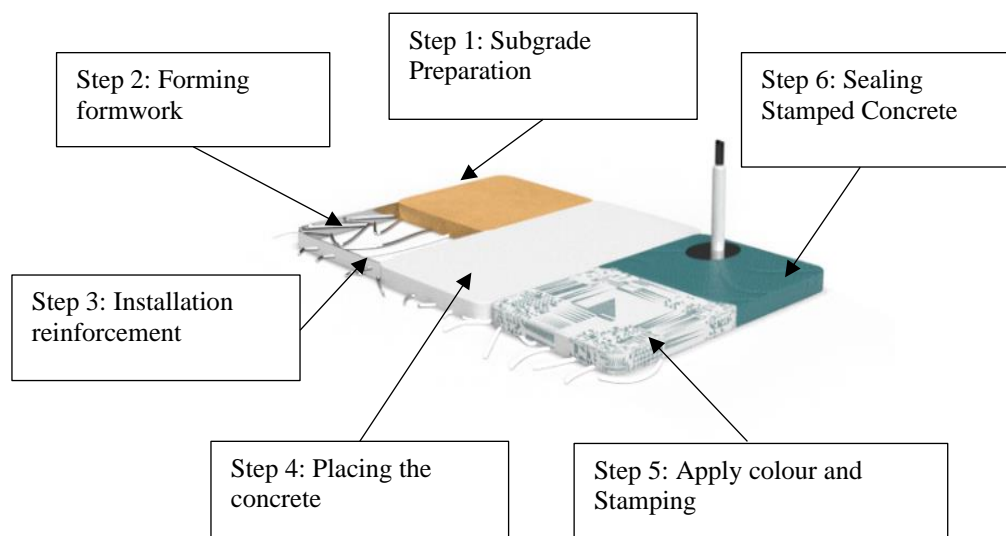 Step 1: Subgrade
Preparation
Step 2: Forming
formwork
Step 6: Sealing
Stamped Concrete
Step 3: Installation
reinforcement
Step 4: Placing the
concrete
Step 5: Apply colour and
Stamping